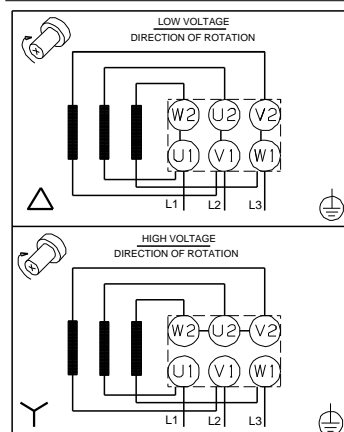 LOW VOLTAGE
DIRECTION OF ROTATION
W2 U2 V2
U1 V1 W1
L1 L2 L3
HIGH VOLTAGE
DIRECTION OF ROTATION
W2 U2 V2
U1 V1 W1
L1 L2 L3